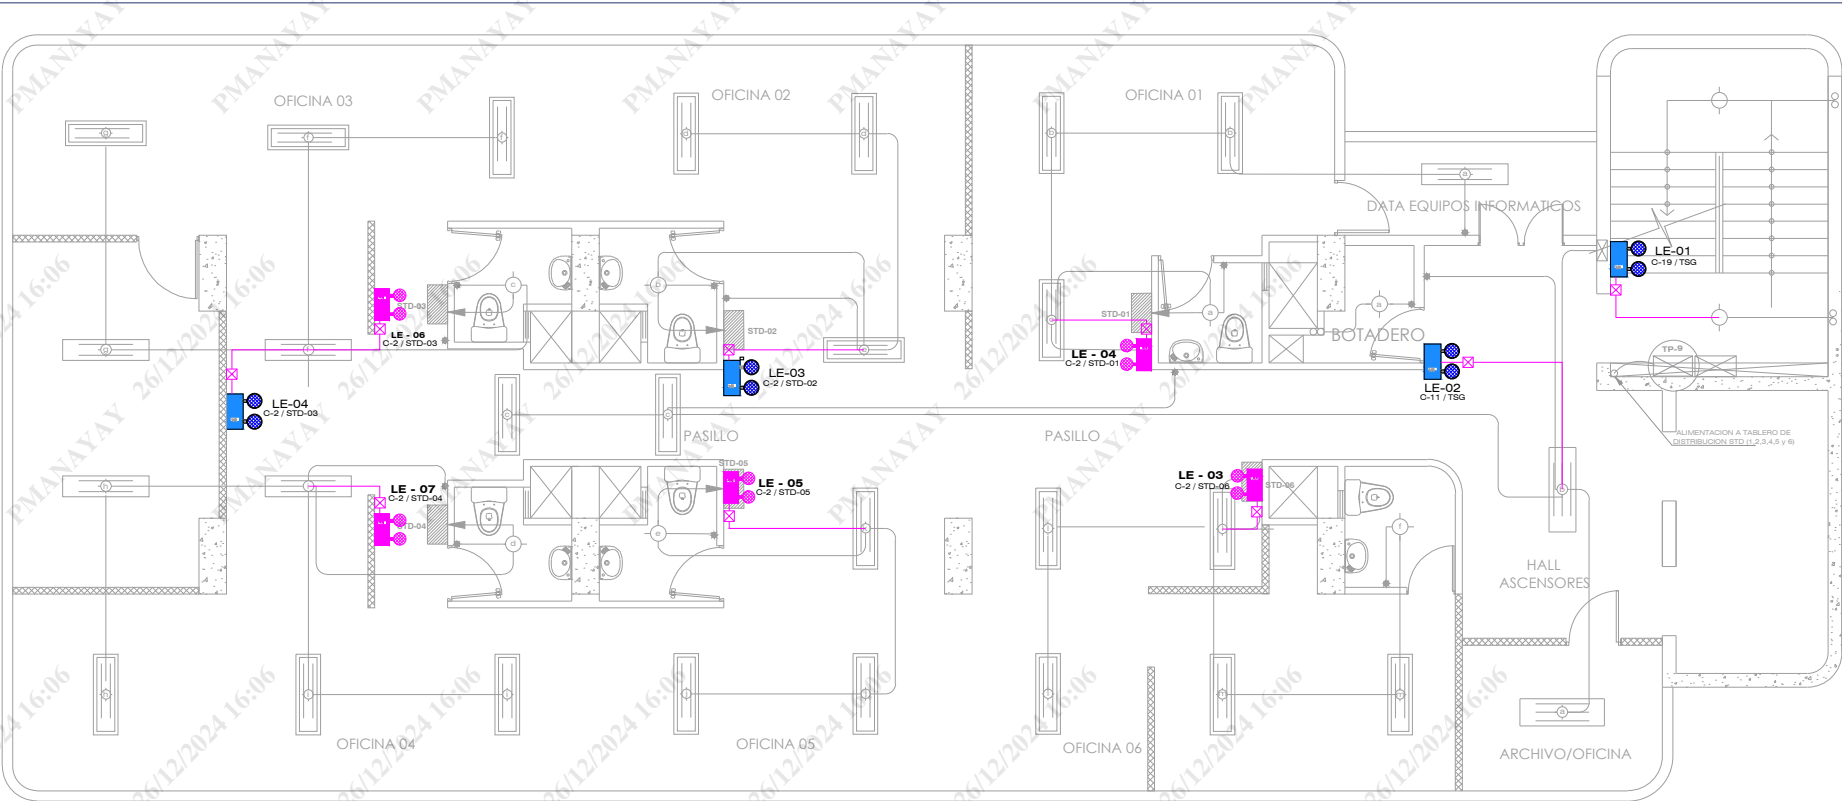 OFICINA 03
OFICINA 02
OFICINA 01
DATA EQUIPOS INFORMATICOS
LE-01
C-19 / TSG
STD-03
LE - 06
C-2 / STD-03
STD-02
LE-03
C-2 / STD-02
STD-01
LE - 04
C-2 / STD-01
BOTADERO
LE-02
C-11 / TSG
TP-9
LE-04
C-2 / STD-03
PASILLO
PASILLO
ALIMENTACION A TABLERO DE
DISTRIBUCION STD (1,2,3,4,5 y 6)
STD-05
LE - 07
C-2 / STD-04
STD-04
LE - 05
C-2 / STD-05
LE - 03
C-2 / STD-06
STD-06
HALL
ASCENSORES
OFICINA 04
OFICINA 05
OFICINA 06
ARCHIVO/OFICINA
PMANAYAY 26/12/2024 16:06